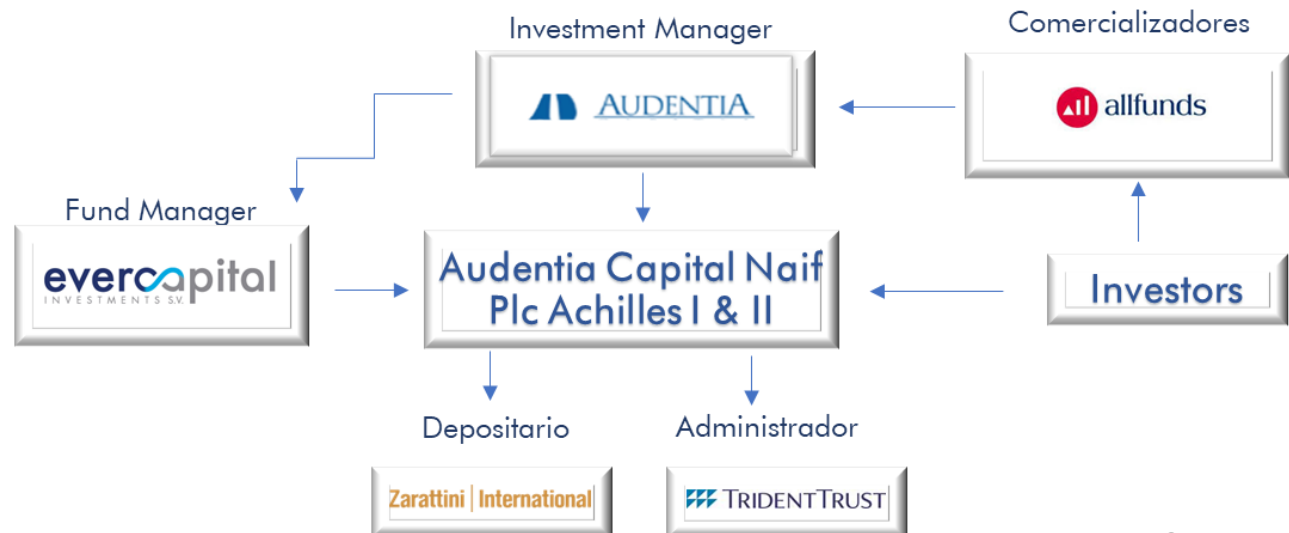 Investment Manager
Comercializadores
AUDENTIA
allfunds
Fund Manager
evercapital
INVESTMENTS S.V.
Audentia Capital Naif
Plc Achilles I & II
Investors
Depositario
Administrador
Zarattini | International
TRIDENTTRUST